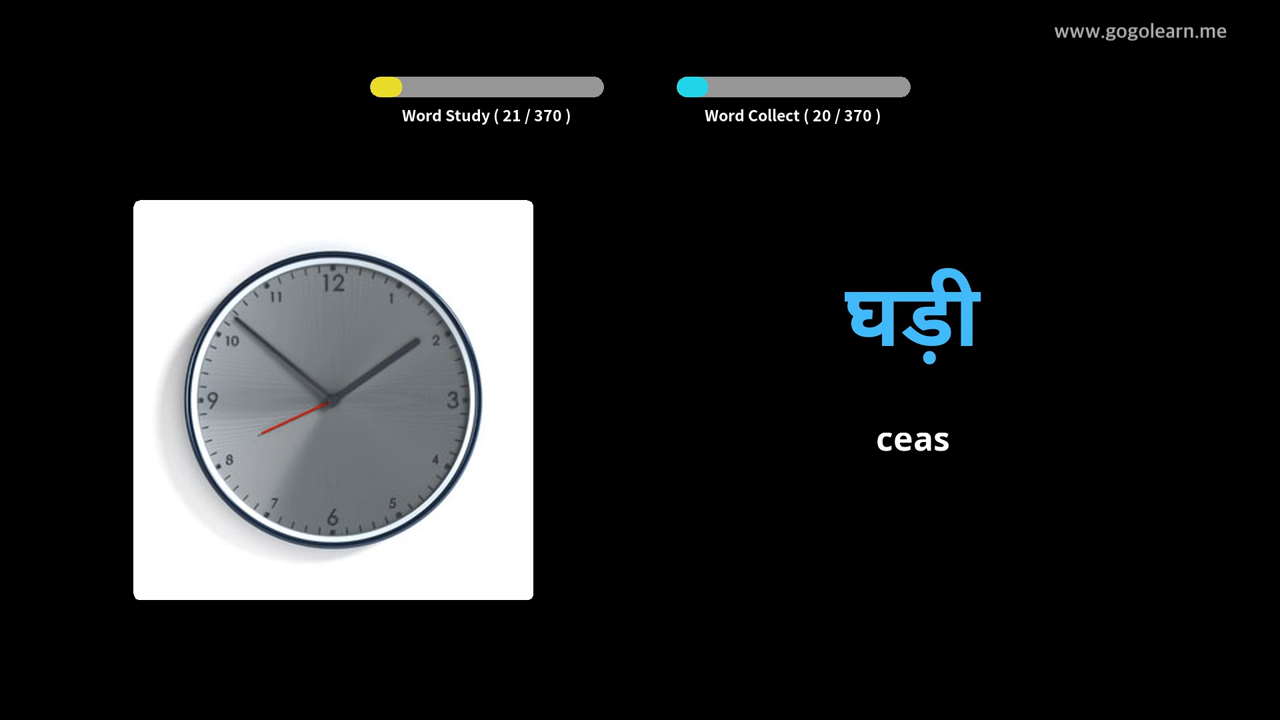 www.gogolearn.me
Word Study ( 21 / 370 )
Word Collect ( 20 / 370 )
12
11
1
10
2
9
3
8
4
7
5
6
घड़ी
ceas